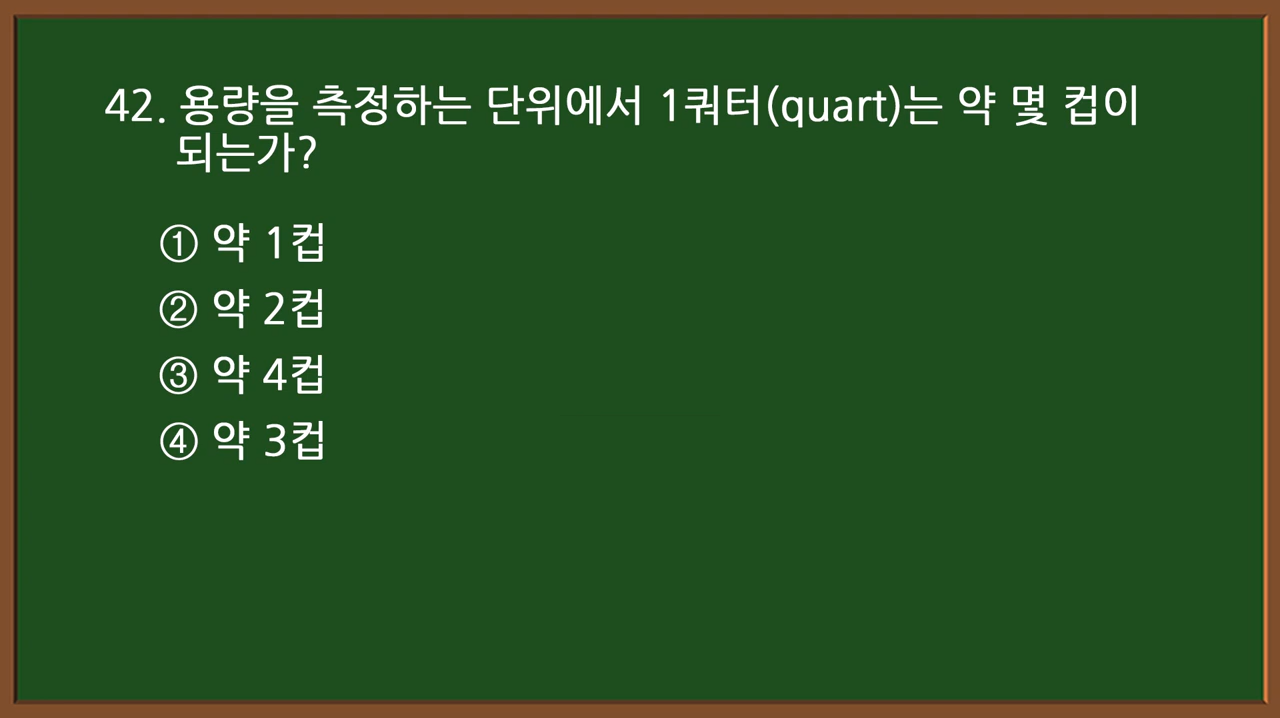 42. 용량을 측정하는 단위에서 1쿼터(quart)는 약 몇 컵이
되는가?
① 약 1컵
② 약 2컵
③ 약 4컵
④ 약 3컵